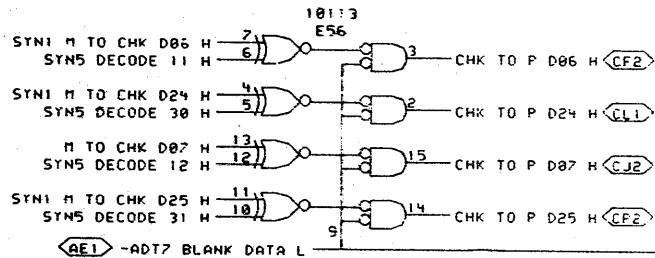 10113
E56
SYN1 M TO CHK D06 H 7
SYN5 DECODE 11 H 6
3 CHK TO P D06 H CF2
SYN1 M TO CHK D24 H 4
SYN5 DECODE 30 H 5
2 CHK TO P D24 H CL1
M TO CHK D07 H 13
SYN5 DECODE 12 H 12
15 CHK TO P D07 H CJ2
SYN1 M TO CHK D25 H 11
SYN5 DECODE 31 H 10
14 CHK TO P D25 H CP2
9
AE1 -ADT7 BLANK DATA L